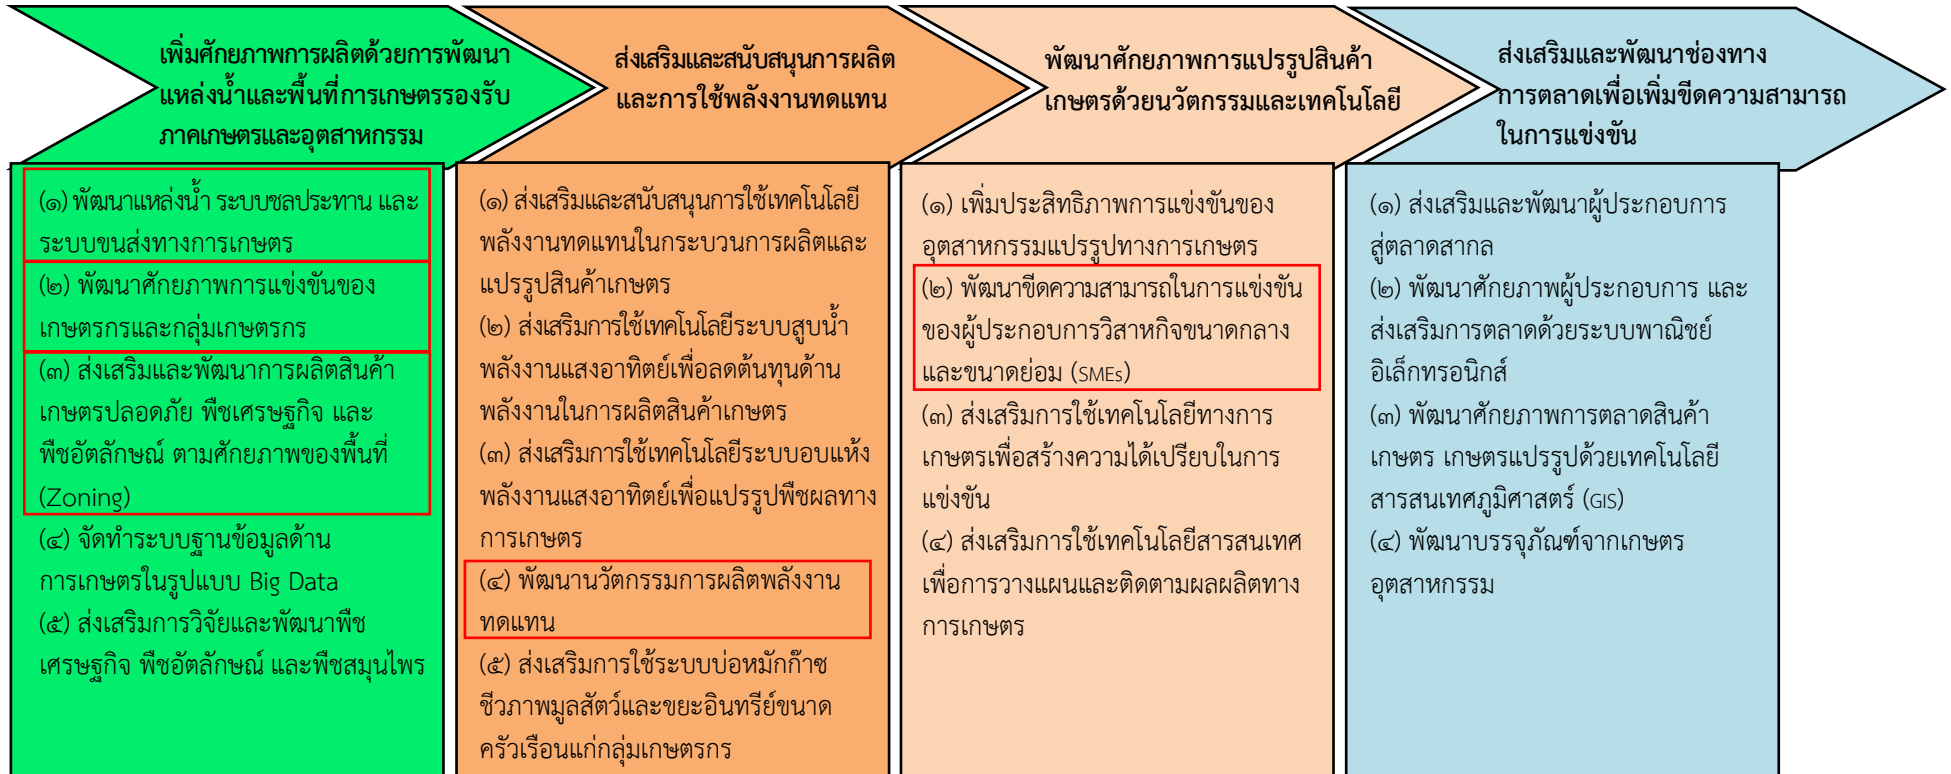 เพิ่มศักยภาพการผลิตด้วยการพัฒนา
แหล่งน้ำและพื้นที่การเกษตรรองรับ
ภาคเกษตรและอุตสาหกรรม
(๑) พัฒนาแหล่งน้ำ ระบบชลประทาน และ
ระบบขนส่งทางการเกษตร
(๒) พัฒนาศักยภาพการแข่งขันของ
เกษตรกรและกลุ่มเกษตรกร
(๓) ส่งเสริมและพัฒนาการผลิตสินค้า
เกษตรปลอดภัย พืชเศรษฐกิจ และ
พืชอัตลักษณ์ ตามศักยภาพของพื้นที่
(Zoning)
(๔) จัดทำระบบฐานข้อมูลด้าน
การเกษตรในรูปแบบ Big Data
(๕) ส่งเสริมการวิจัยและพัฒนาพืช
เศรษฐกิจ พืชอัตลักษณ์ และพืชสมุนไพร
ส่งเสริมและสนับสนุนการผลิต
และการใช้พลังงานทดแทน
(๑) ส่งเสริมและสนับสนุนการใช้เทคโนโลยี
พลังงานทดแทนในกระบวนการผลิตและ
แปรรูปสินค้าเกษตร
(๒) ส่งเสริมการใช้เทคโนโลยีระบบสูบน้ำ
พลังงานแสงอาทิตย์เพื่อลดต้นทุนด้าน
พลังงานในการผลิตสินค้าเกษตร
(๓) ส่งเสริมการใช้เทคโนโลยีระบบอบแห้ง
พลังงานแสงอาทิตย์เพื่อแปรรูปพืชผลทาง
การเกษตร
(๔) พัฒนานวัตกรรมการผลิตพลังงาน
ทดแทน
(๕) ส่งเสริมการใช้ระบบบ่อหมักก๊าซ
ชีวภาพมูลสัตว์และขยะอินทรีย์ขนาด
ครัวเรือนแก่กลุ่มเกษตรกร
พัฒนาศักยภาพการแปรรูปสินค้า
เกษตรด้วยนวัตกรรมและเทคโนโลยี
(๑) เพิ่มประสิทธิภาพการแข่งขันของ
อุตสาหกรรมแปรรูปทางการเกษตร
(๒) พัฒนาขีดความสามารถในการแข่งขัน
ของผู้ประกอบการวิสาหกิจขนาดกลาง
และขนาดย่อม (SMEs)
(๓) ส่งเสริมการใช้เทคโนโลยีทางการ
เกษตรเพื่อสร้างความได้เปรียบในการ
แข่งขัน
(๔) ส่งเสริมการใช้เทคโนโลยีสารสนเทศ
เพื่อการวางแผนและติดตามผลผลิตทาง
การเกษตร
ส่งเสริมและพัฒนาช่องทาง
การตลาดเพื่อเพิ่มขีดความสามารถ
ในการแข่งขัน
(๑) ส่งเสริมและพัฒนาผู้ประกอบการ
สู่ตลาดสากล
(๒) พัฒนาศักยภาพผู้ประกอบการ และ
ส่งเสริมการตลาดด้วยระบบพาณิชย์
อิเล็กทรอนิกส์
(๓) พัฒนาศักยภาพการตลาดสินค้า
เกษตร เกษตรแปรรูปด้วยเทคโนโลยี
สารสนเทศภูมิศาสตร์ (GIS)
(๔) พัฒนาบรรจุภัณฑ์จากเกษตร
อุตสาหกรรม